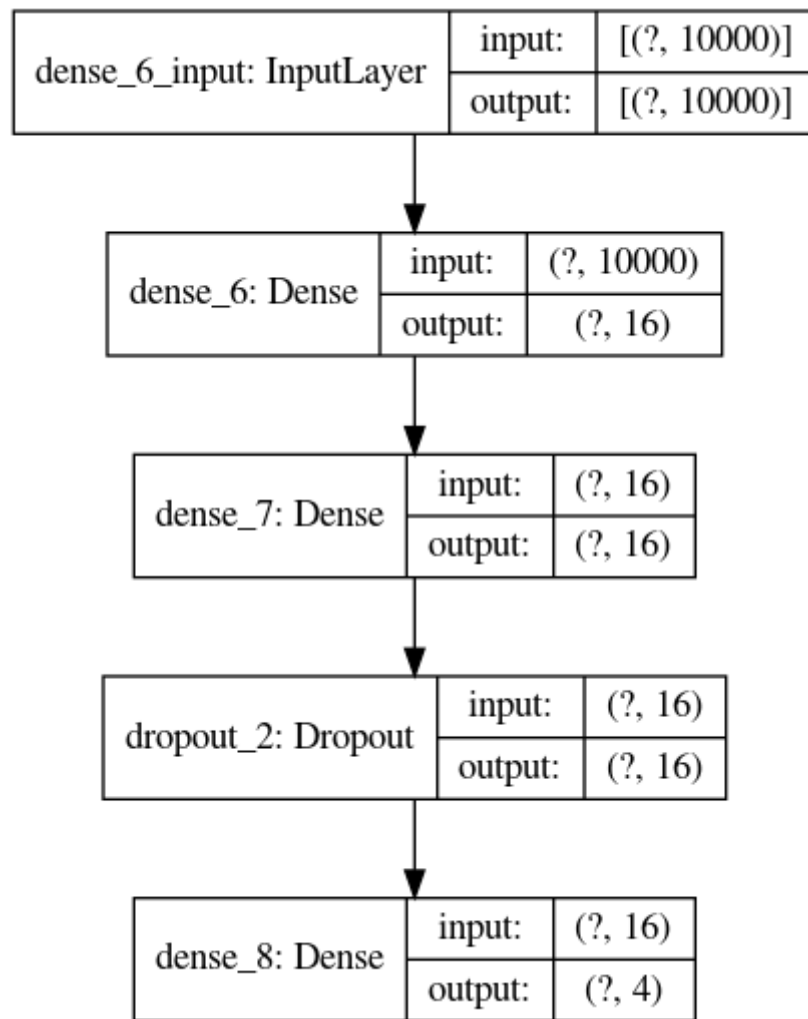 dense_6_input: InputLayer
input: [(?, 10000)]
output: [(?, 10000)]
dense_6: Dense
input: (?, 10000)
output: (?, 16)
dense_7: Dense
input: (?, 16)
output: (?, 16)
dropout_2: Dropout
input: (?, 16)
output: (?, 16)
dense_8: Dense
input: (?, 16)
output: (?, 4)